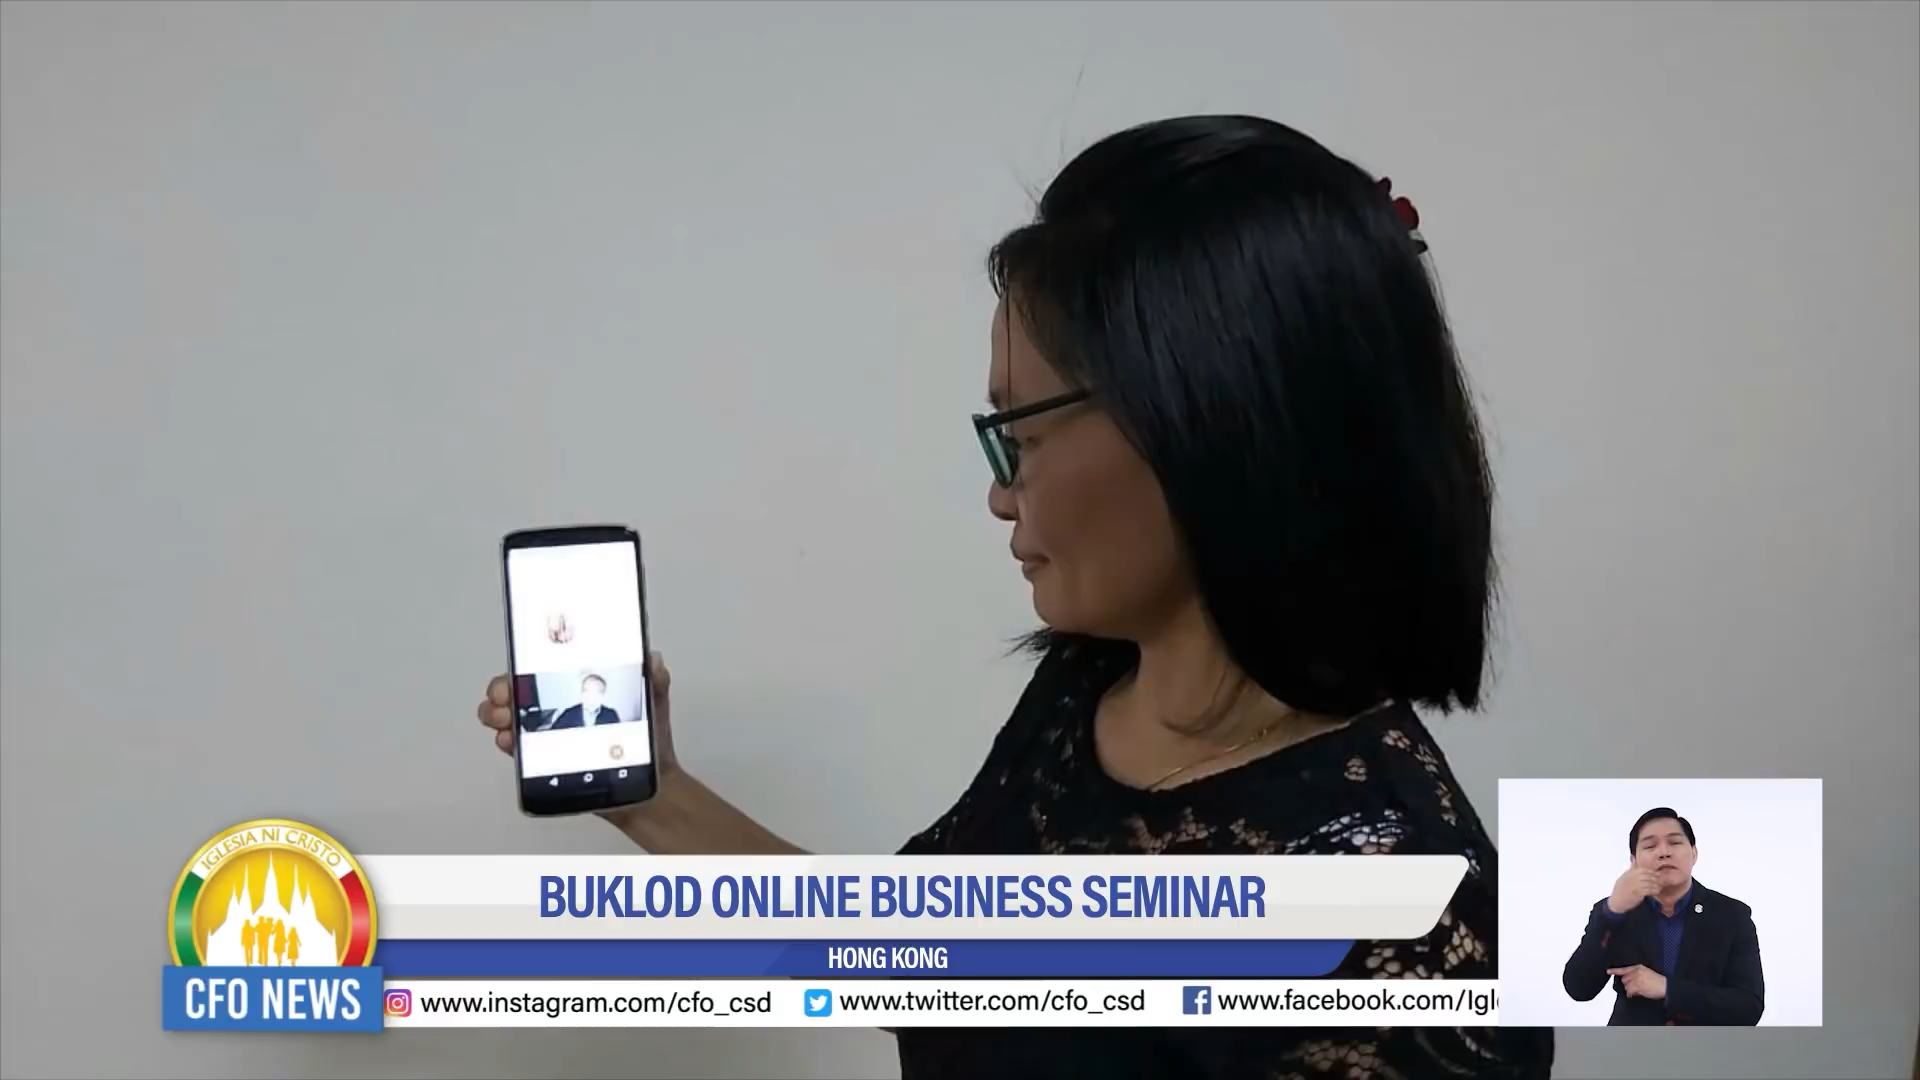 BUKLOD ONLINE BUSINESS SEMINAR
HONG KONG
IGLESIA NI CRISTO
CFO NEWS
www.instagram.com/cfo_csd www.twitter.com/cfo_csd www.facebook.com/Igl